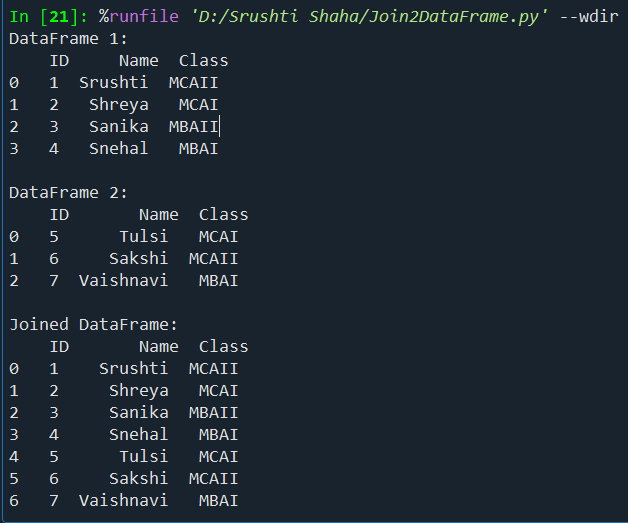 In [21]: %runfile 'D:/Srushti Shaha/Join2DataFrame.py' --wdir
DataFrame 1:
ID Name Class
0 1 Srushti MCAII
1 2 Shreya MCAI
2 3 Sanika MBAII
3 4 Snehal MBAI
DataFrame 2:
ID Name Class
0 5 Tulsi MCAI
1 6 Sakshi MCAII
2 7 Vaishnavi MBAI
Joined DataFrame:
ID Name Class
0 1 Srushti MCAII
1 2 Shreya MCAI
2 3 Sanika MBAII
3 4 Snehal MBAI
4 5 Tulsi MCAI
5 6 Sakshi MCAII
6 7 Vaishnavi MBAI